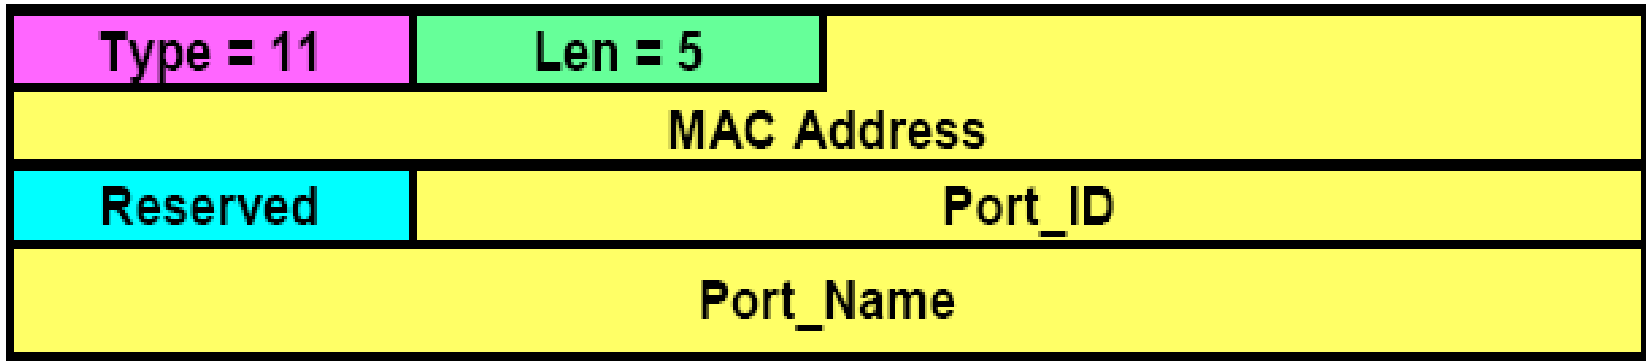 Type = 11 Len = 5
MAC Address
Reserved Port_ID
Port_Name